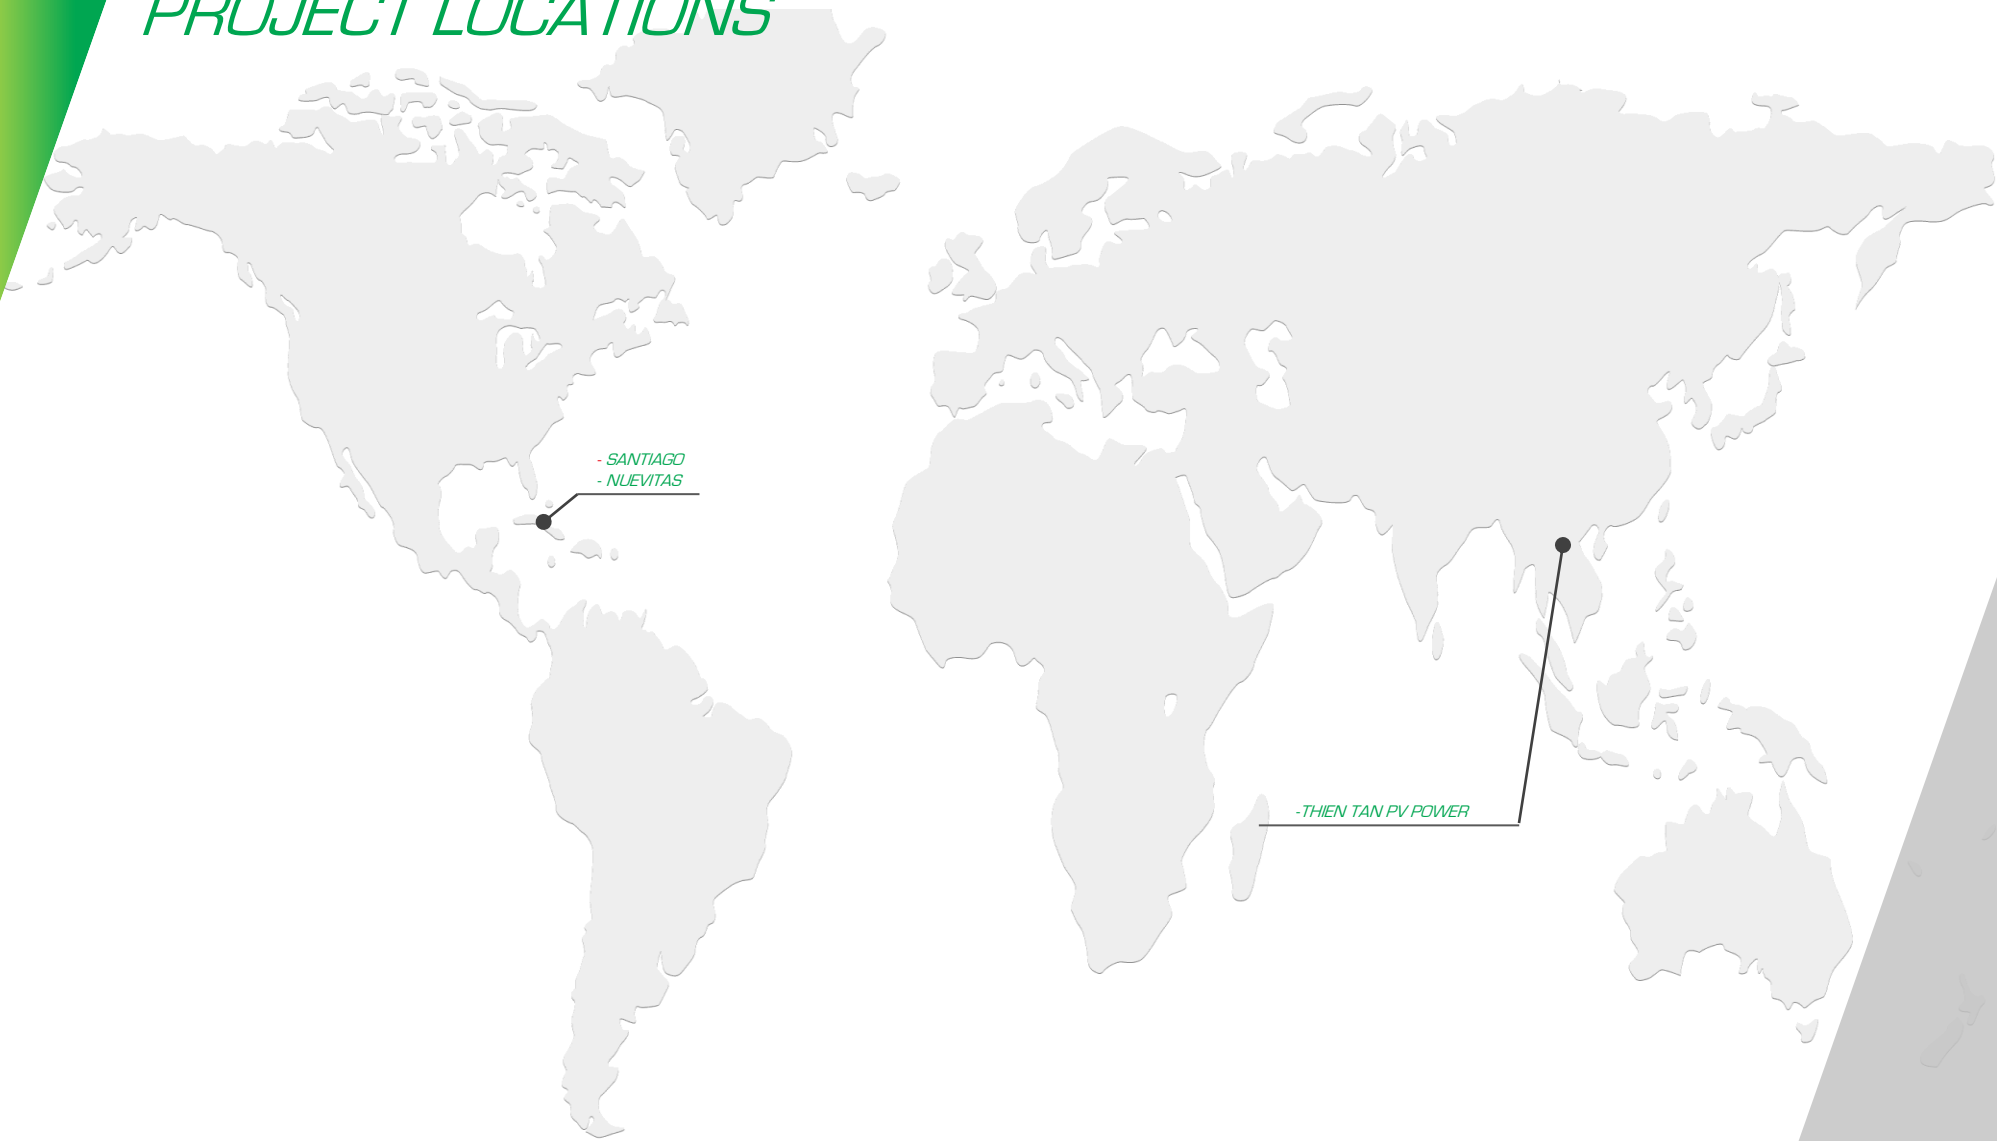 PROJECT LOCATIONS
- SANTIAGO
- NUEVITAS
-THIEN TAN PV POWER